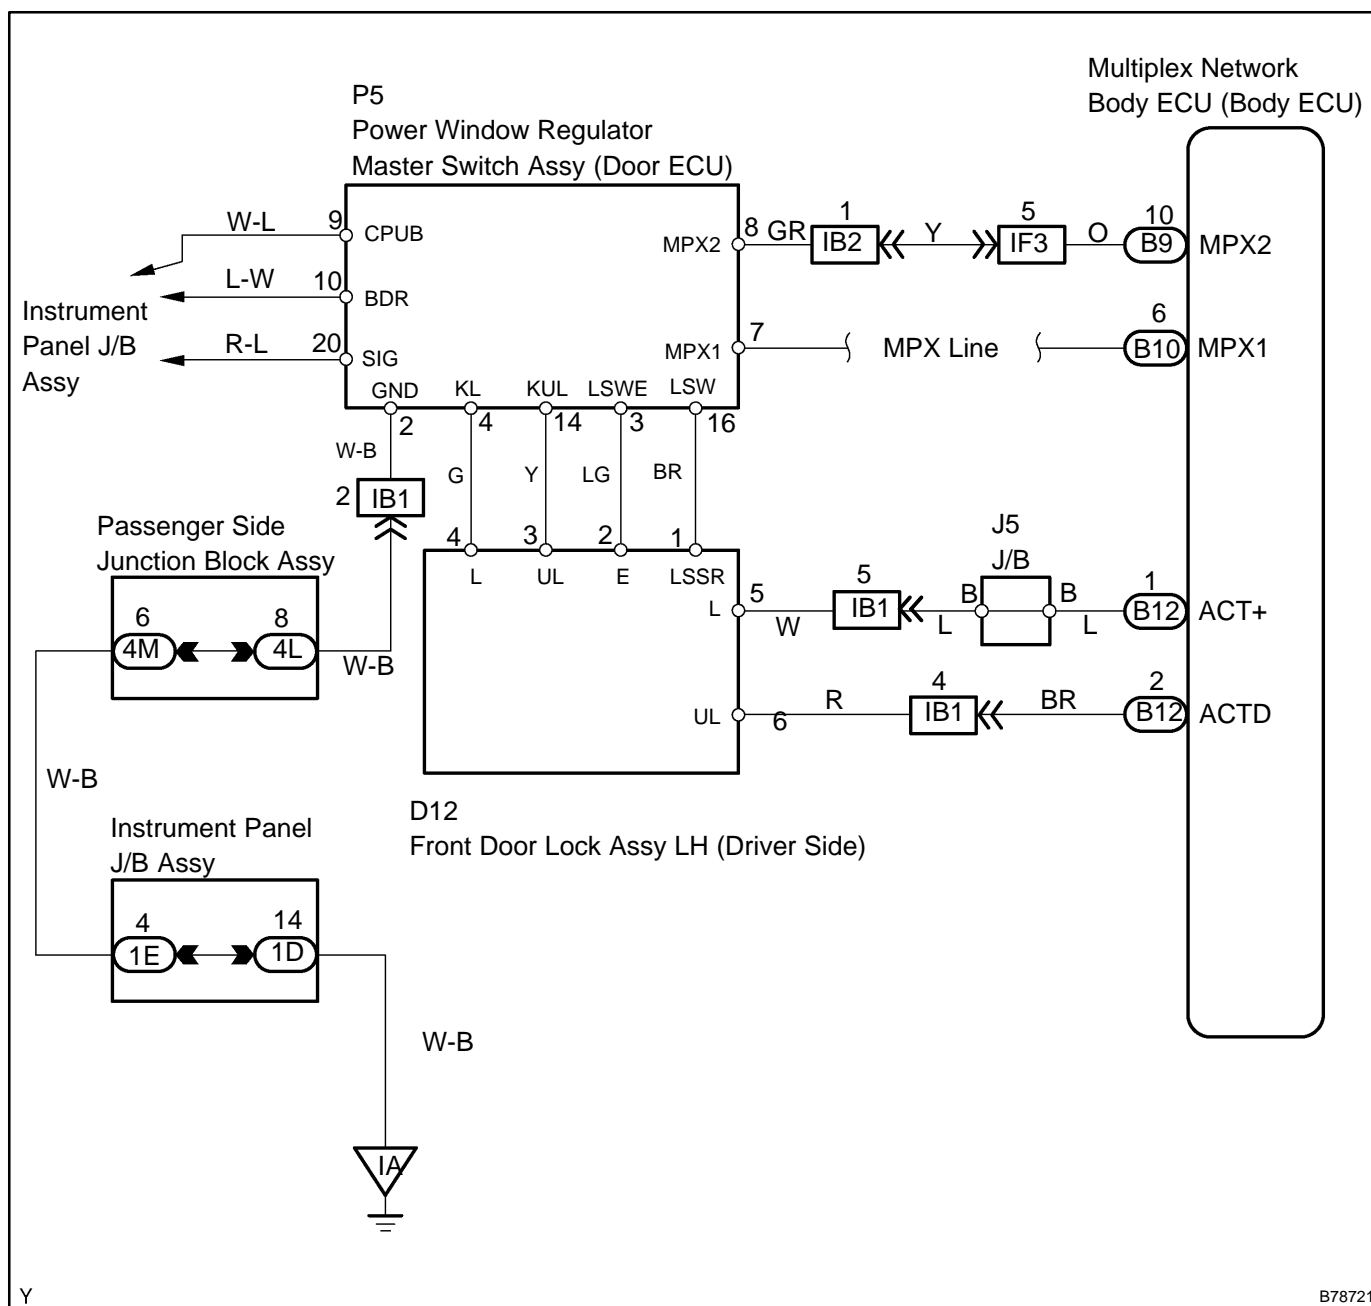 Multiplex Network
Body ECU (Body ECU)
P5
Power Window Regulator
Master Switch Assy (Door ECU)
W-L 9 CPUB
MPX2 8 GR 1 IB2 Y 5 IF3 O 10 B9 MPX2
L-W 10 BDR
Instrument
Panel J/B
Assy
R-L 20 SIG
MPX1 7 MPX Line 6 B10 MPX1
GND KL KUL LSWE LSW
2 4 14 3 16
W-B G Y LG BR
2 IB1
Passenger Side
Junction Block Assy
4 3 2 1
L UL E LSSR
J5
J/B
L 5 W 5 IB1 L B B L 1 B12 ACT+
6 4M 8 4L W-B
UL 6 R 4 IB1 BR 2 B12 ACTD
W-B
D12
Front Door Lock Assy LH (Driver Side)
Instrument Panel
J/B Assy
4 1E 14 1D
W-B
IA
Y
B78721